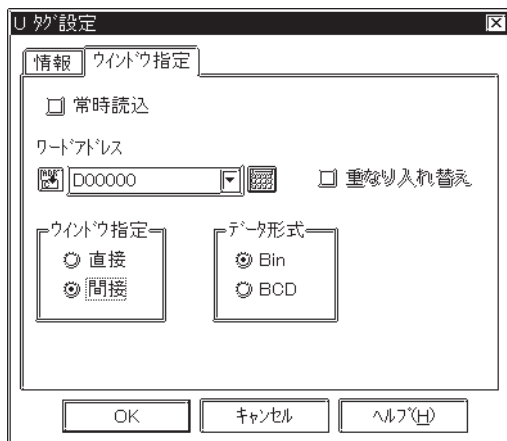 U ﾀｸﾞ設定
情報 ｳｨﾝﾄﾞｳ指定
常時読込
ﾜｰﾄﾞｱﾄﾞﾚｽ
D00000
重なり入れ替え
ｳｨﾝﾄﾞｳ指定 ﾃﾞｰﾀ形式
直接 Bin
間接 BCD
OK ｷｬﾝｾﾙ ﾍﾙﾌﾟ(H)